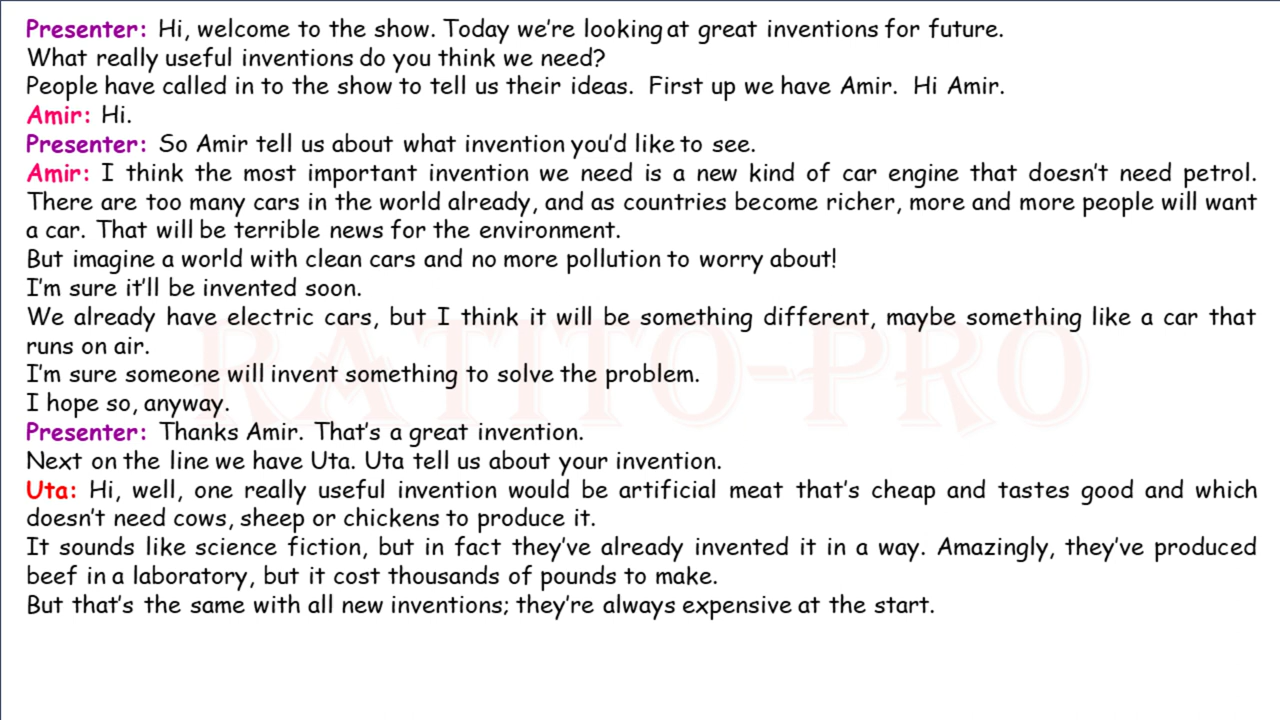 Presenter: Hi, welcome to the show. Today we're looking at great inventions for future.
What really useful inventions do you think we need?
People have called in to the show to tell us their ideas. First up we have Amir. Hi Amir.
Amir: Hi.
Presenter: So Amir tell us about what invention you'd like to see.
Amir: I think the most important invention we need is a new kind of car engine that doesn't need petrol.
There are too many cars in the world already, and as countries become richer, more and more people will want
a car. That will be terrible news for the environment.
But imagine a world with clean cars and no more pollution to worry about!
I'm sure it'll be invented soon.
We already have electric cars, but I think it will be something different, maybe something like a car that
runs on air.
I'm sure someone will invent something to solve the problem.
I hope so, anyway.
RATITO-PRO
Presenter: Thanks Amir. That's a great invention.
Next on the line we have Uta. Uta tell us about your invention.
Uta: Hi, well, one really useful invention would be artificial meat that's cheap and tastes good and which
doesn't need cows, sheep or chickens to produce it.
It sounds like science fiction, but in fact they've already invented it in a way. Amazingly, they've produced
beef in a laboratory, but it cost thousands of pounds to make.
But that's the same with all new inventions; they're always expensive at the start.